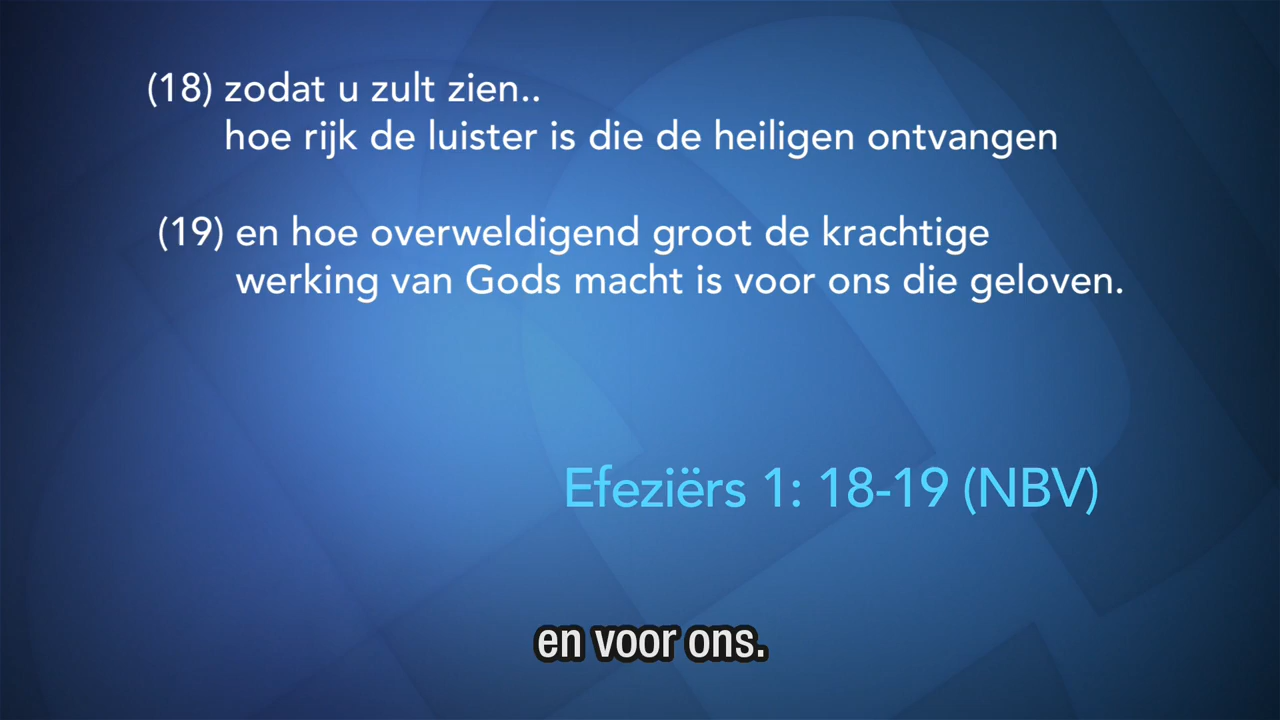 (18) zodat u zult zien..
hoe rijk de luister is die de heiligen ontvangen
(19) en hoe overweldigend groot de krachtige
werking van Gods macht is voor ons die geloven.
Efeziërs 1: 18-19 (NBV)
en voor ons.